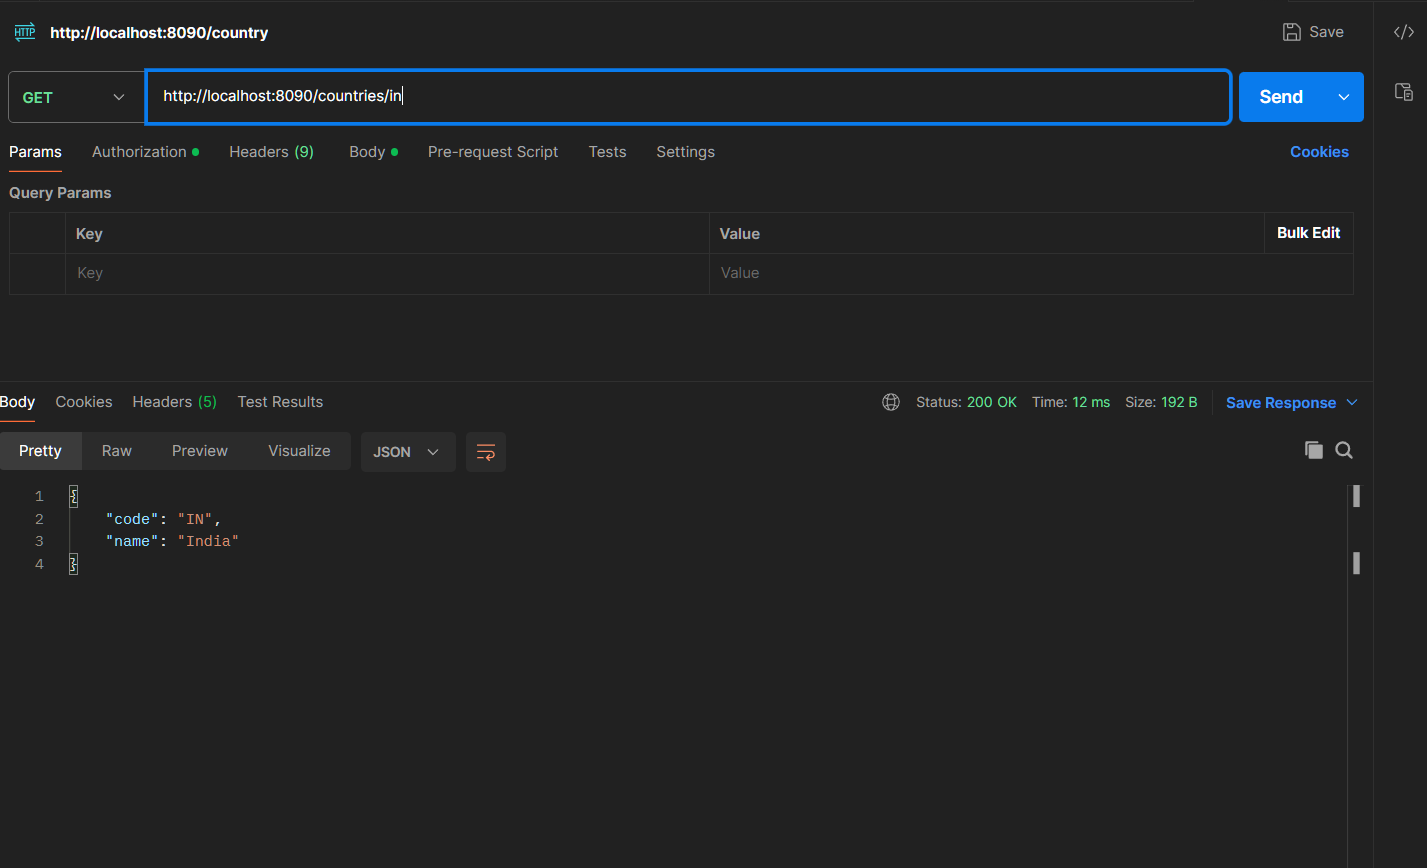 HTTP http://localhost:8090/country Save
GET http://localhost:8090/countries/in Send
Params Authorization Headers (9) Body Pre-request Script Tests Settings Cookies
Query Params
Key Value Bulk Edit
Key Value
Body Cookies Headers (5) Test Results Status: 200 OK Time: 12 ms Size: 192 B Save Response
Pretty Raw Preview Visualize JSON
1 {
2 "code": "IN",
3 "name": "India"
4 }